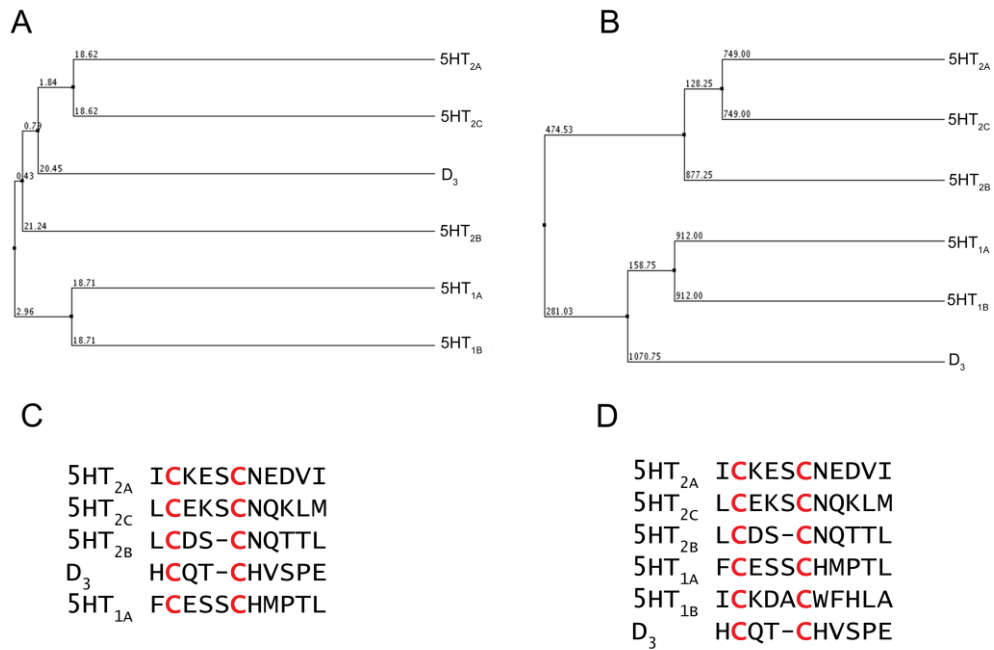 A
18.62
5HT2A
1.84
18.62
5HT2C
0.79
20.45
D3
0.43
21.24
5HT2B
18.71
5HT1A
2.96
18.71
5HT1B
B
749.00
5HT2A
128.25
749.00
5HT2C
474.53
877.25
5HT2B
912.00
5HT1A
158.75
912.00
5HT1B
281.03
1070.75
D3
C
5HT2A ICKESCNEDVI
5HT2C LCEKSCNQKLM
5HT2B LCDS-CNQTTL
D3 HCQT-CHVSPE
5HT1A FCESSCHMPTL
D
5HT2A ICKESCNEDVI
5HT2C LCEKSCNQKLM
5HT2B LCDS-CNQTTL
5HT1A FCESSCHMPTL
5HT1B ICKDACWFHLA
D3 HCQT-CHVSPE